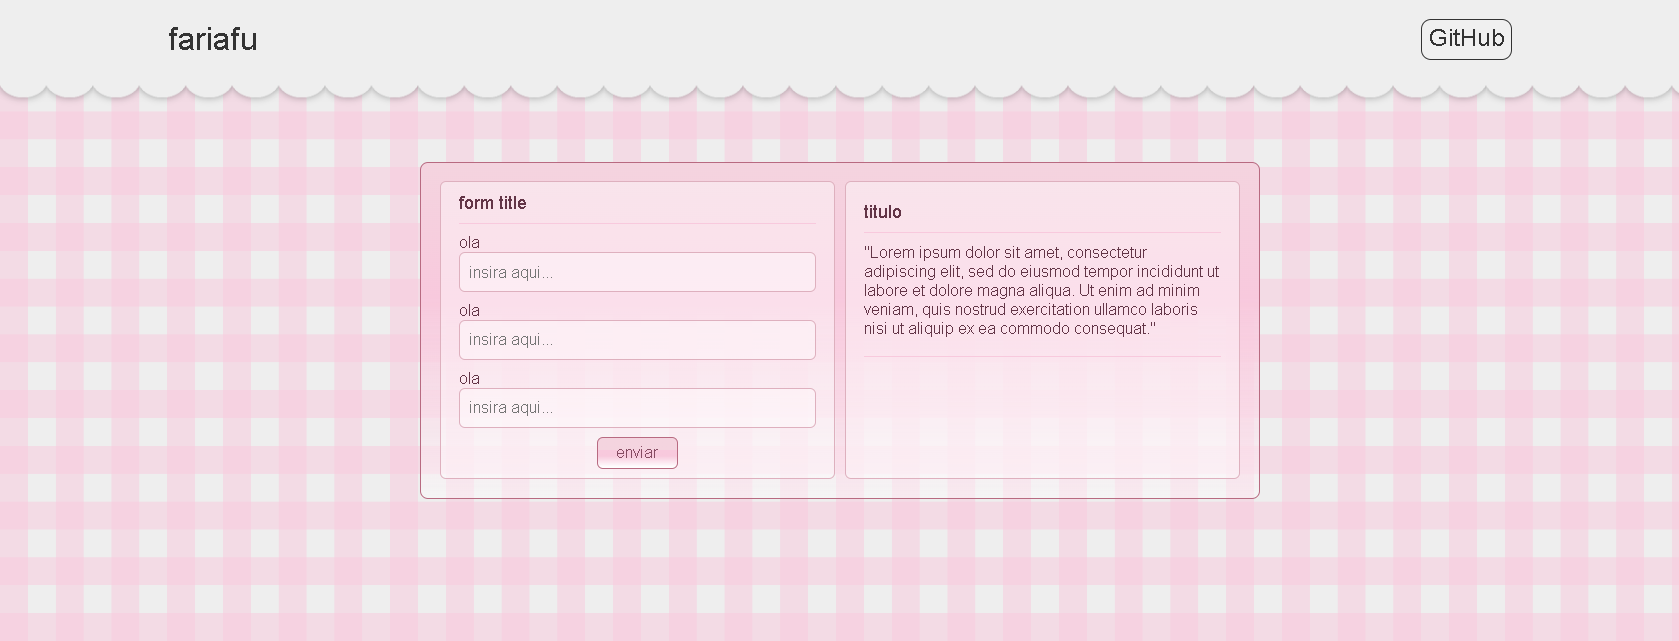 fariafu
GitHub
form title
ola
insira aqui...
ola
insira aqui...
ola
insira aqui...
enviar
titulo
"Lorem ipsum dolor sit amet, consectetur
adipiscing elit, sed do eiusmod tempor incididunt ut
labore et dolore magna aliqua. Ut enim ad minim
veniam, quis nostrud exercitation ullamco laboris
nisi ut aliquip ex ea commodo consequat."